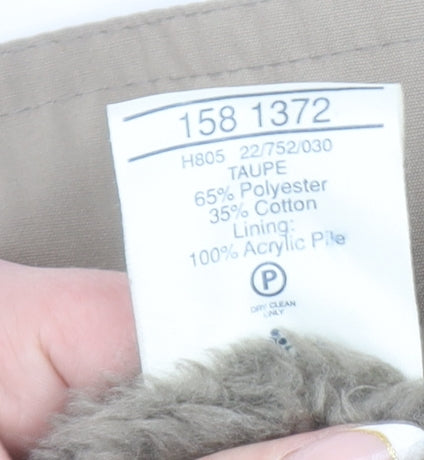 158 1372
H805 22/752/030
TAUPE
65% Polyester
35% Cotton
Lining:
100% Acrylic Pile
P
DRY CLEAN
ONLY